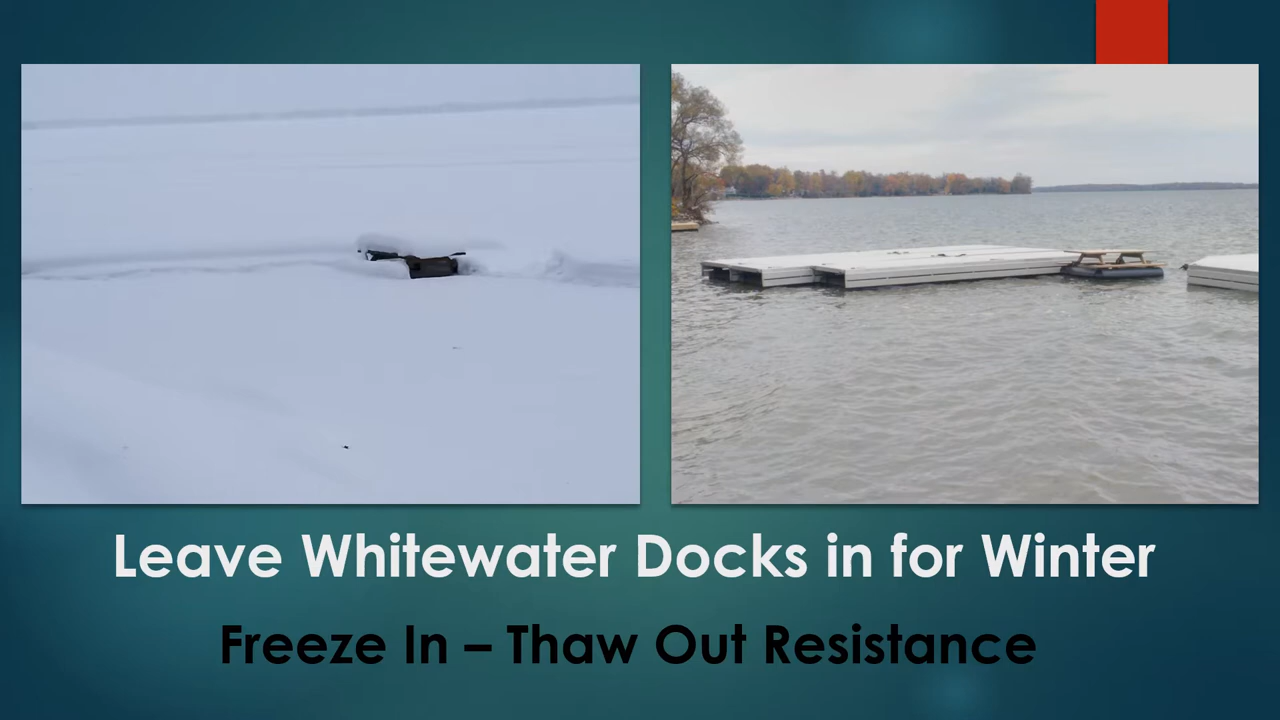 Leave Whitewater Docks in for Winter
Freeze In – Thaw Out Resistance